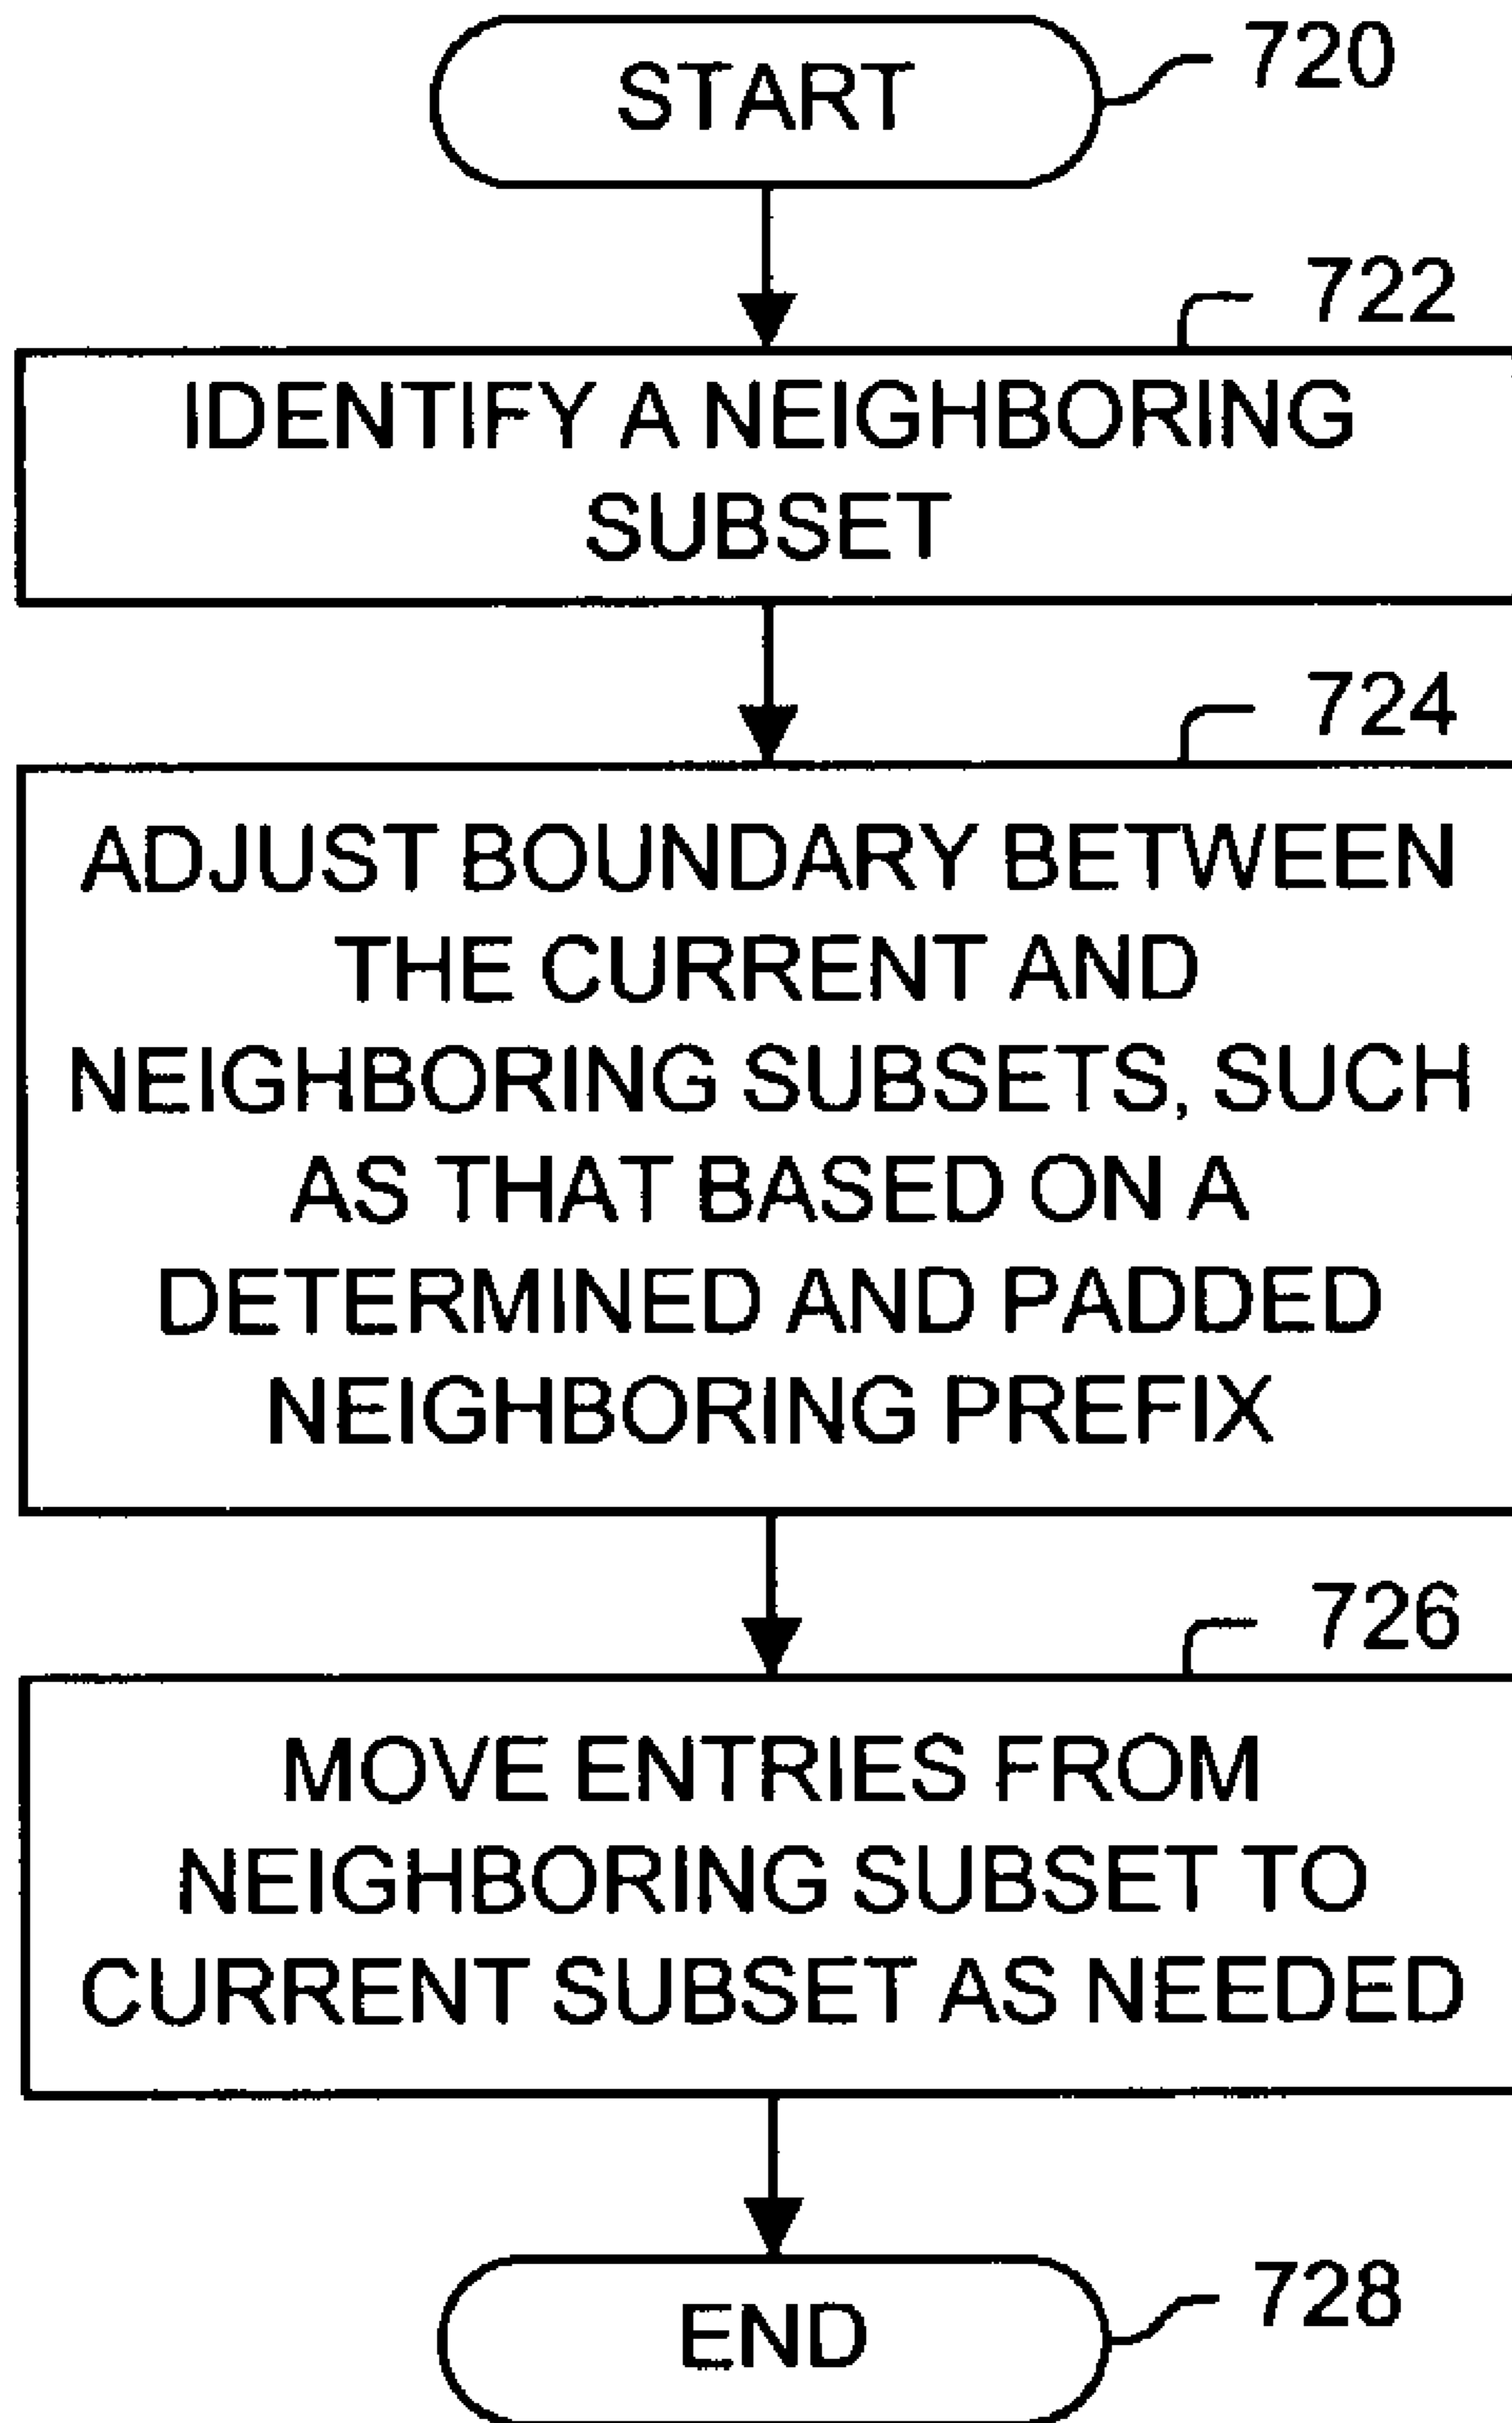 START
720
722
IDENTIFY A NEIGHBORING
SUBSET
724
ADJUST BOUNDARY BETWEEN
THE CURRENT AND
NEIGHBORING SUBSETS, SUCH
AS THAT BASED ON A
DETERMINED AND PADDED
NEIGHBORING PREFIX
726
MOVE ENTRIES FROM
NEIGHBORING SUBSET TO
CURRENT SUBSET AS NEEDED
END
728